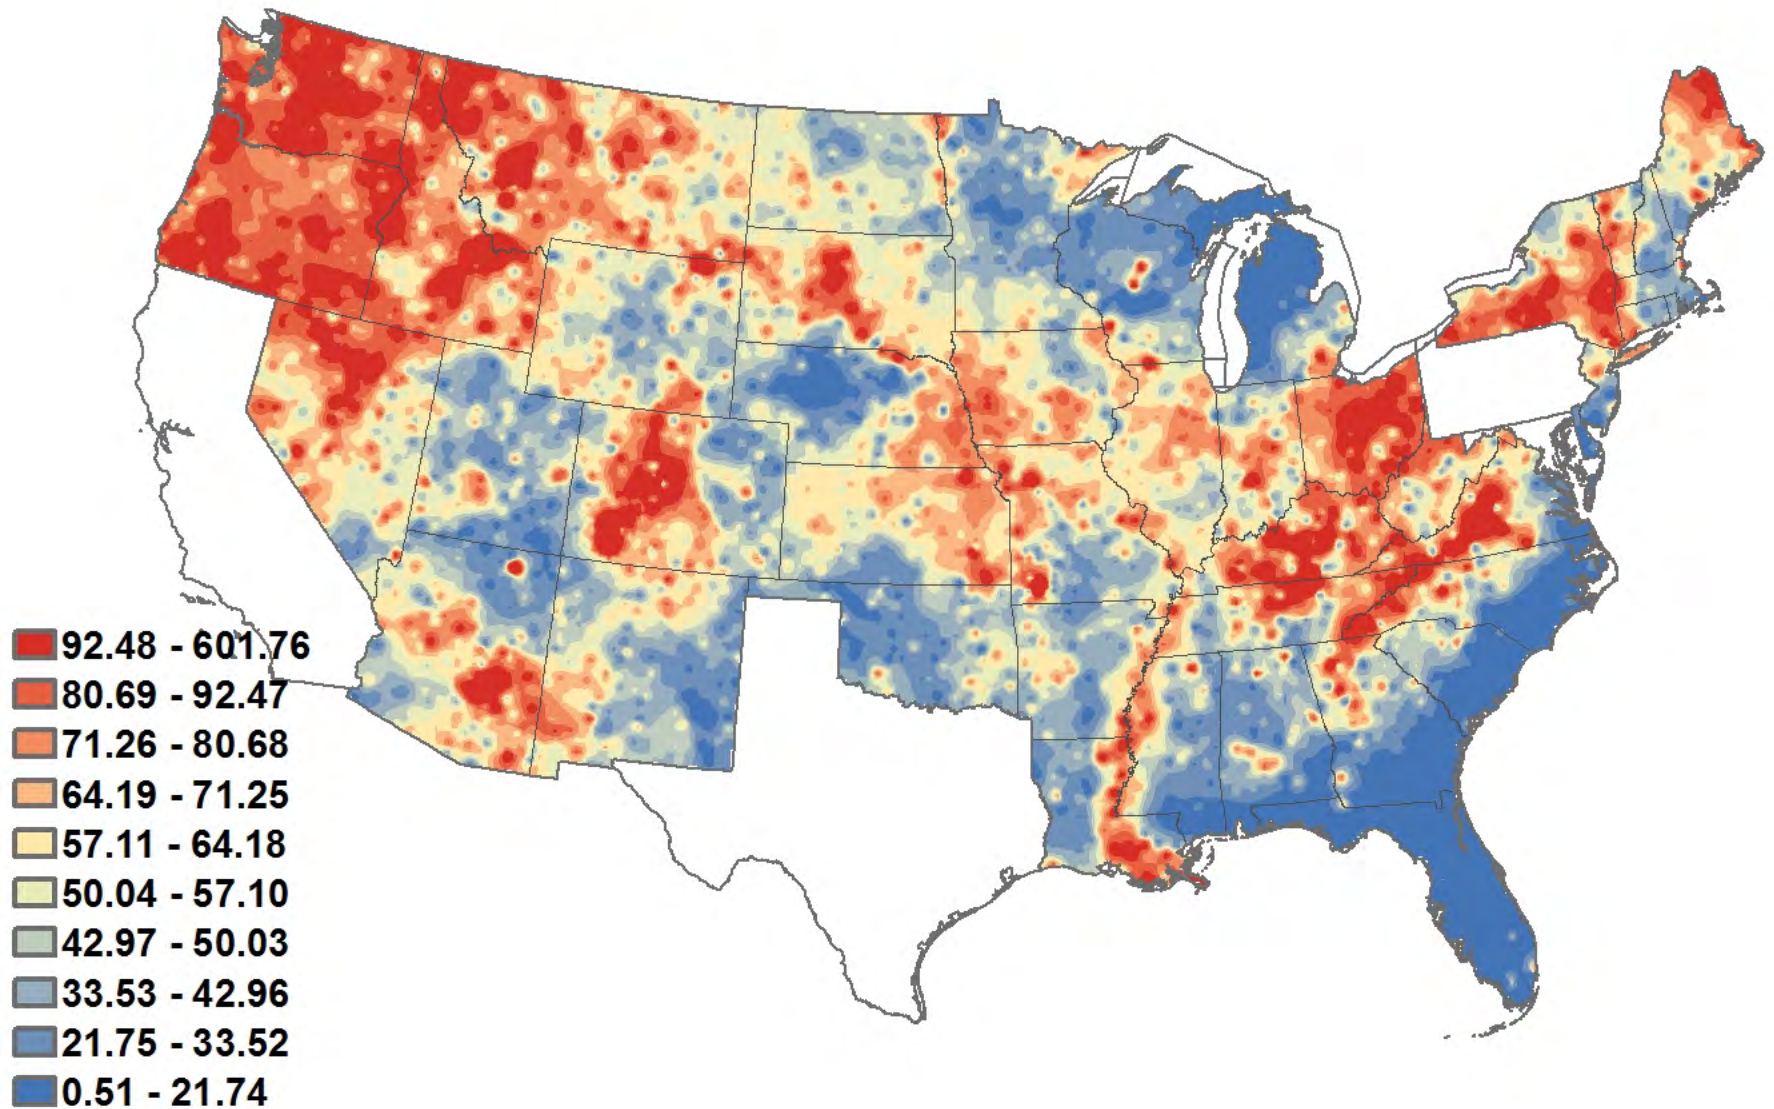 92.48 - 601.76
80.69 - 92.47
71.26 - 80.68
64.19 - 71.25
57.11 - 64.18
50.04 - 57.10
42.97 - 50.03
33.53 - 42.96
21.75 - 33.52
0.51 - 21.74